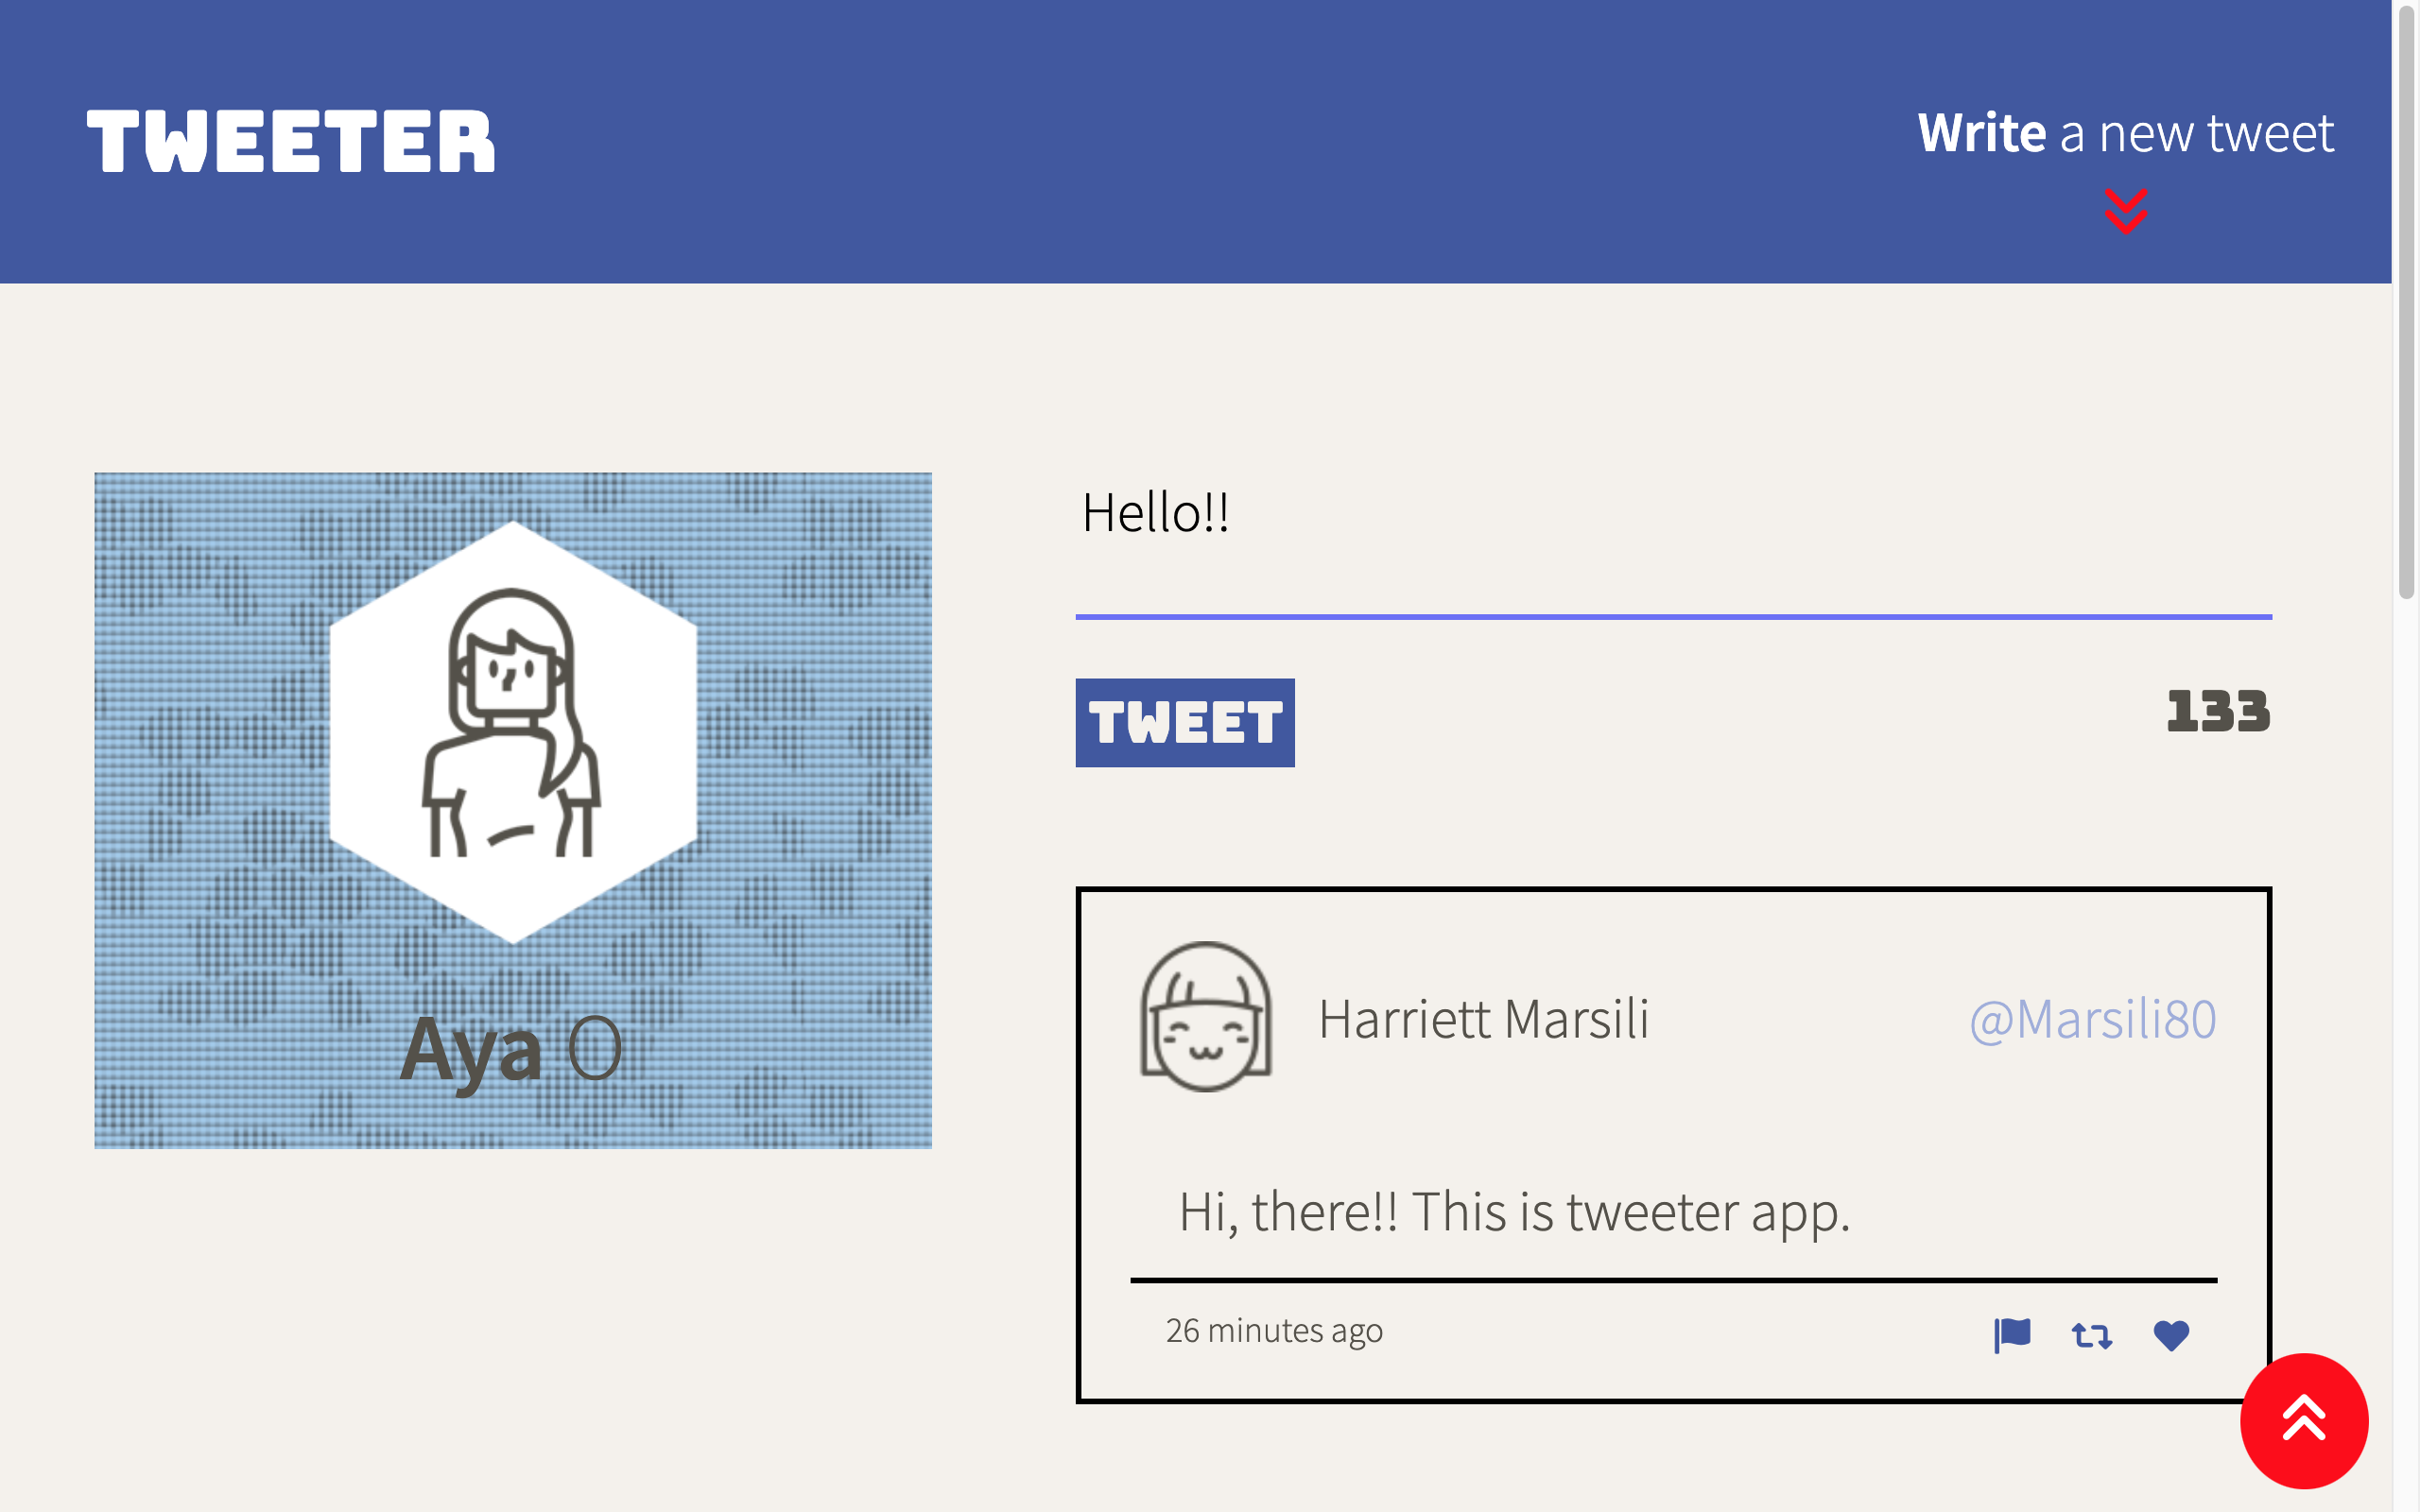 TWEETER
Write a new tweet
Hello!!
TWEET
133
Aya O
Harriett Marsili
@Marsili80
Hi, there!! This is tweeter app.
26 minutes ago